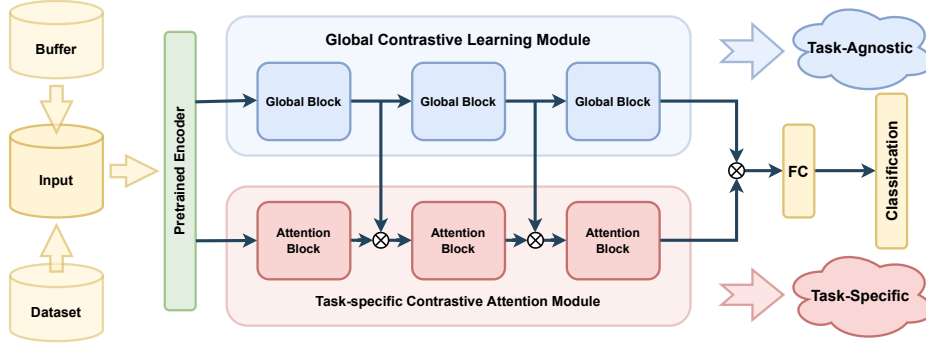 Buffer
Input
Dataset
Pretrained Encoder
Global Contrastive Learning Module
Global Block
Global Block
Global Block
Attention
Block
Attention
Block
Attention
Block
Task-specific Contrastive Attention Module
Task-Agnostic
FC
Classification
Task-Specific